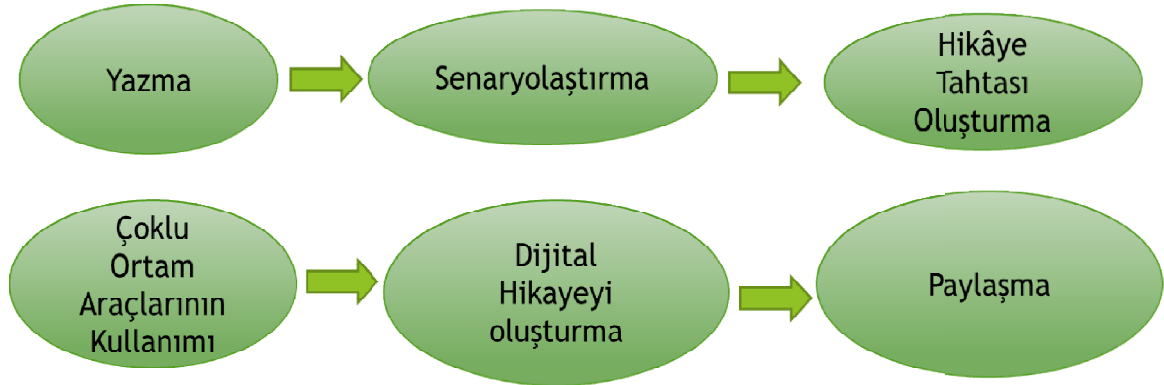 Yazma
Senaryolaştırma
Hikâye
Tahtası
Oluşturma
Çoklu
Ortam
Araçlarının
Kullanımı
Dijital
Hikayeyi
oluşturma
Paylaşma